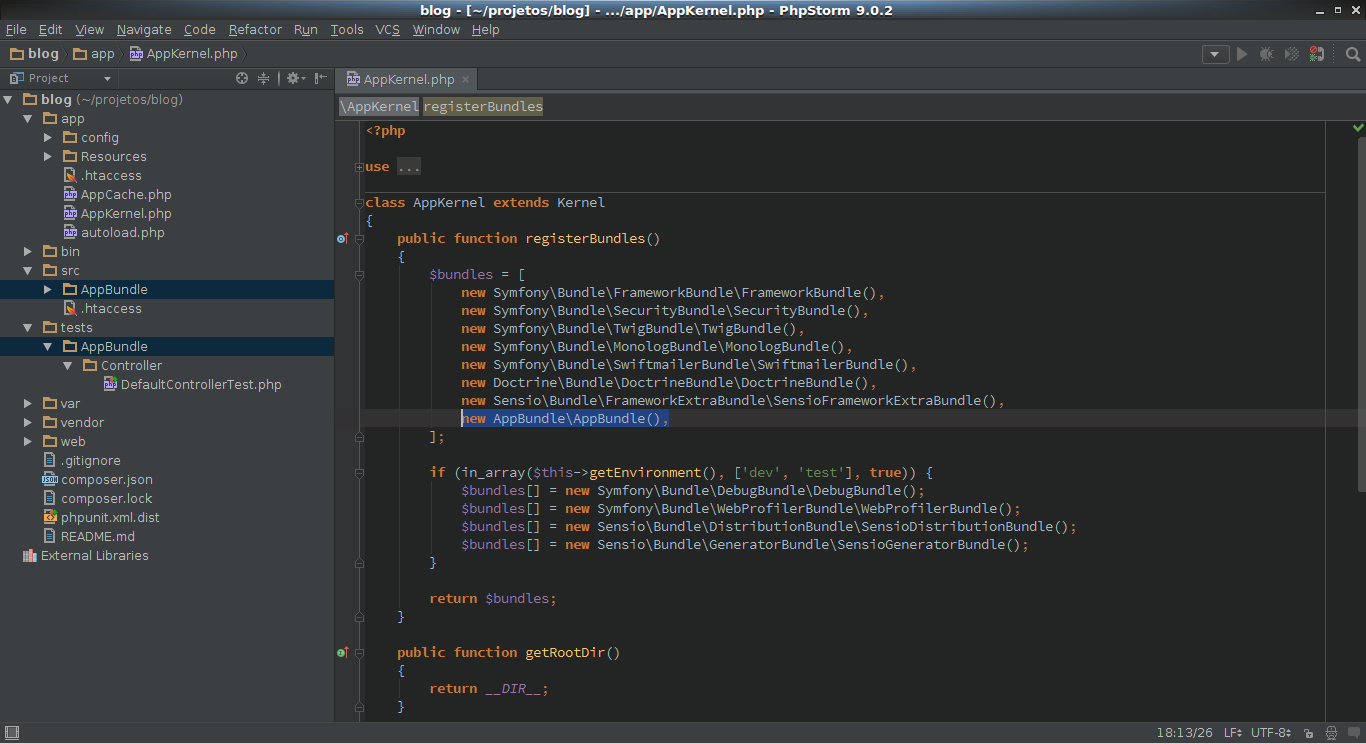 blog - [~/projetos/blog] - .../app/AppKernel.php - PhpStorm 9.0.2
File Edit View Navigate Code Refactor Run Tools VCS Window Help
blog app AppKernel.php
Project
AppKernel.php
blog (~/projetos/blog)
app
config
Resources
.htaccess
AppCache.php
AppKernel.php
autoload.php
bin
src
AppBundle
.htaccess
tests
AppBundle
Controller
DefaultControllerTest.php
var
vendor
web
.gitignore
composer.json
composer.lock
phpunit.xml.dist
README.md
External Libraries
\AppKernel registerBundles
<?php
use ...
class AppKernel extends Kernel
{
    public function registerBundles()
    {
        $bundles = [
            new Symfony\Bundle\FrameworkBundle\FrameworkBundle(),
            new Symfony\Bundle\SecurityBundle\SecurityBundle(),
            new Symfony\Bundle\TwigBundle\TwigBundle(),
            new Symfony\Bundle\MonologBundle\MonologBundle(),
            new Symfony\Bundle\SwiftmailerBundle\SwiftmailerBundle(),
            new Doctrine\Bundle\DoctrineBundle\DoctrineBundle(),
            new Sensio\Bundle\FrameworkExtraBundle\SensioFrameworkExtraBundle(),
            new AppBundle\AppBundle(),
        ];
        if (in_array($this->getEnvironment(), ['dev', 'test'], true)) {
            $bundles[] = new Symfony\Bundle\DebugBundle\DebugBundle();
            $bundles[] = new Symfony\Bundle\WebProfilerBundle\WebProfilerBundle();
            $bundles[] = new Sensio\Bundle\DistributionBundle\SensioDistributionBundle();
            $bundles[] = new Sensio\Bundle\GeneratorBundle\SensioGeneratorBundle();
        }
        return $bundles;
    }
    public function getRootDir()
    {
        return __DIR__;
    }
18:13/26 LF UTF-8